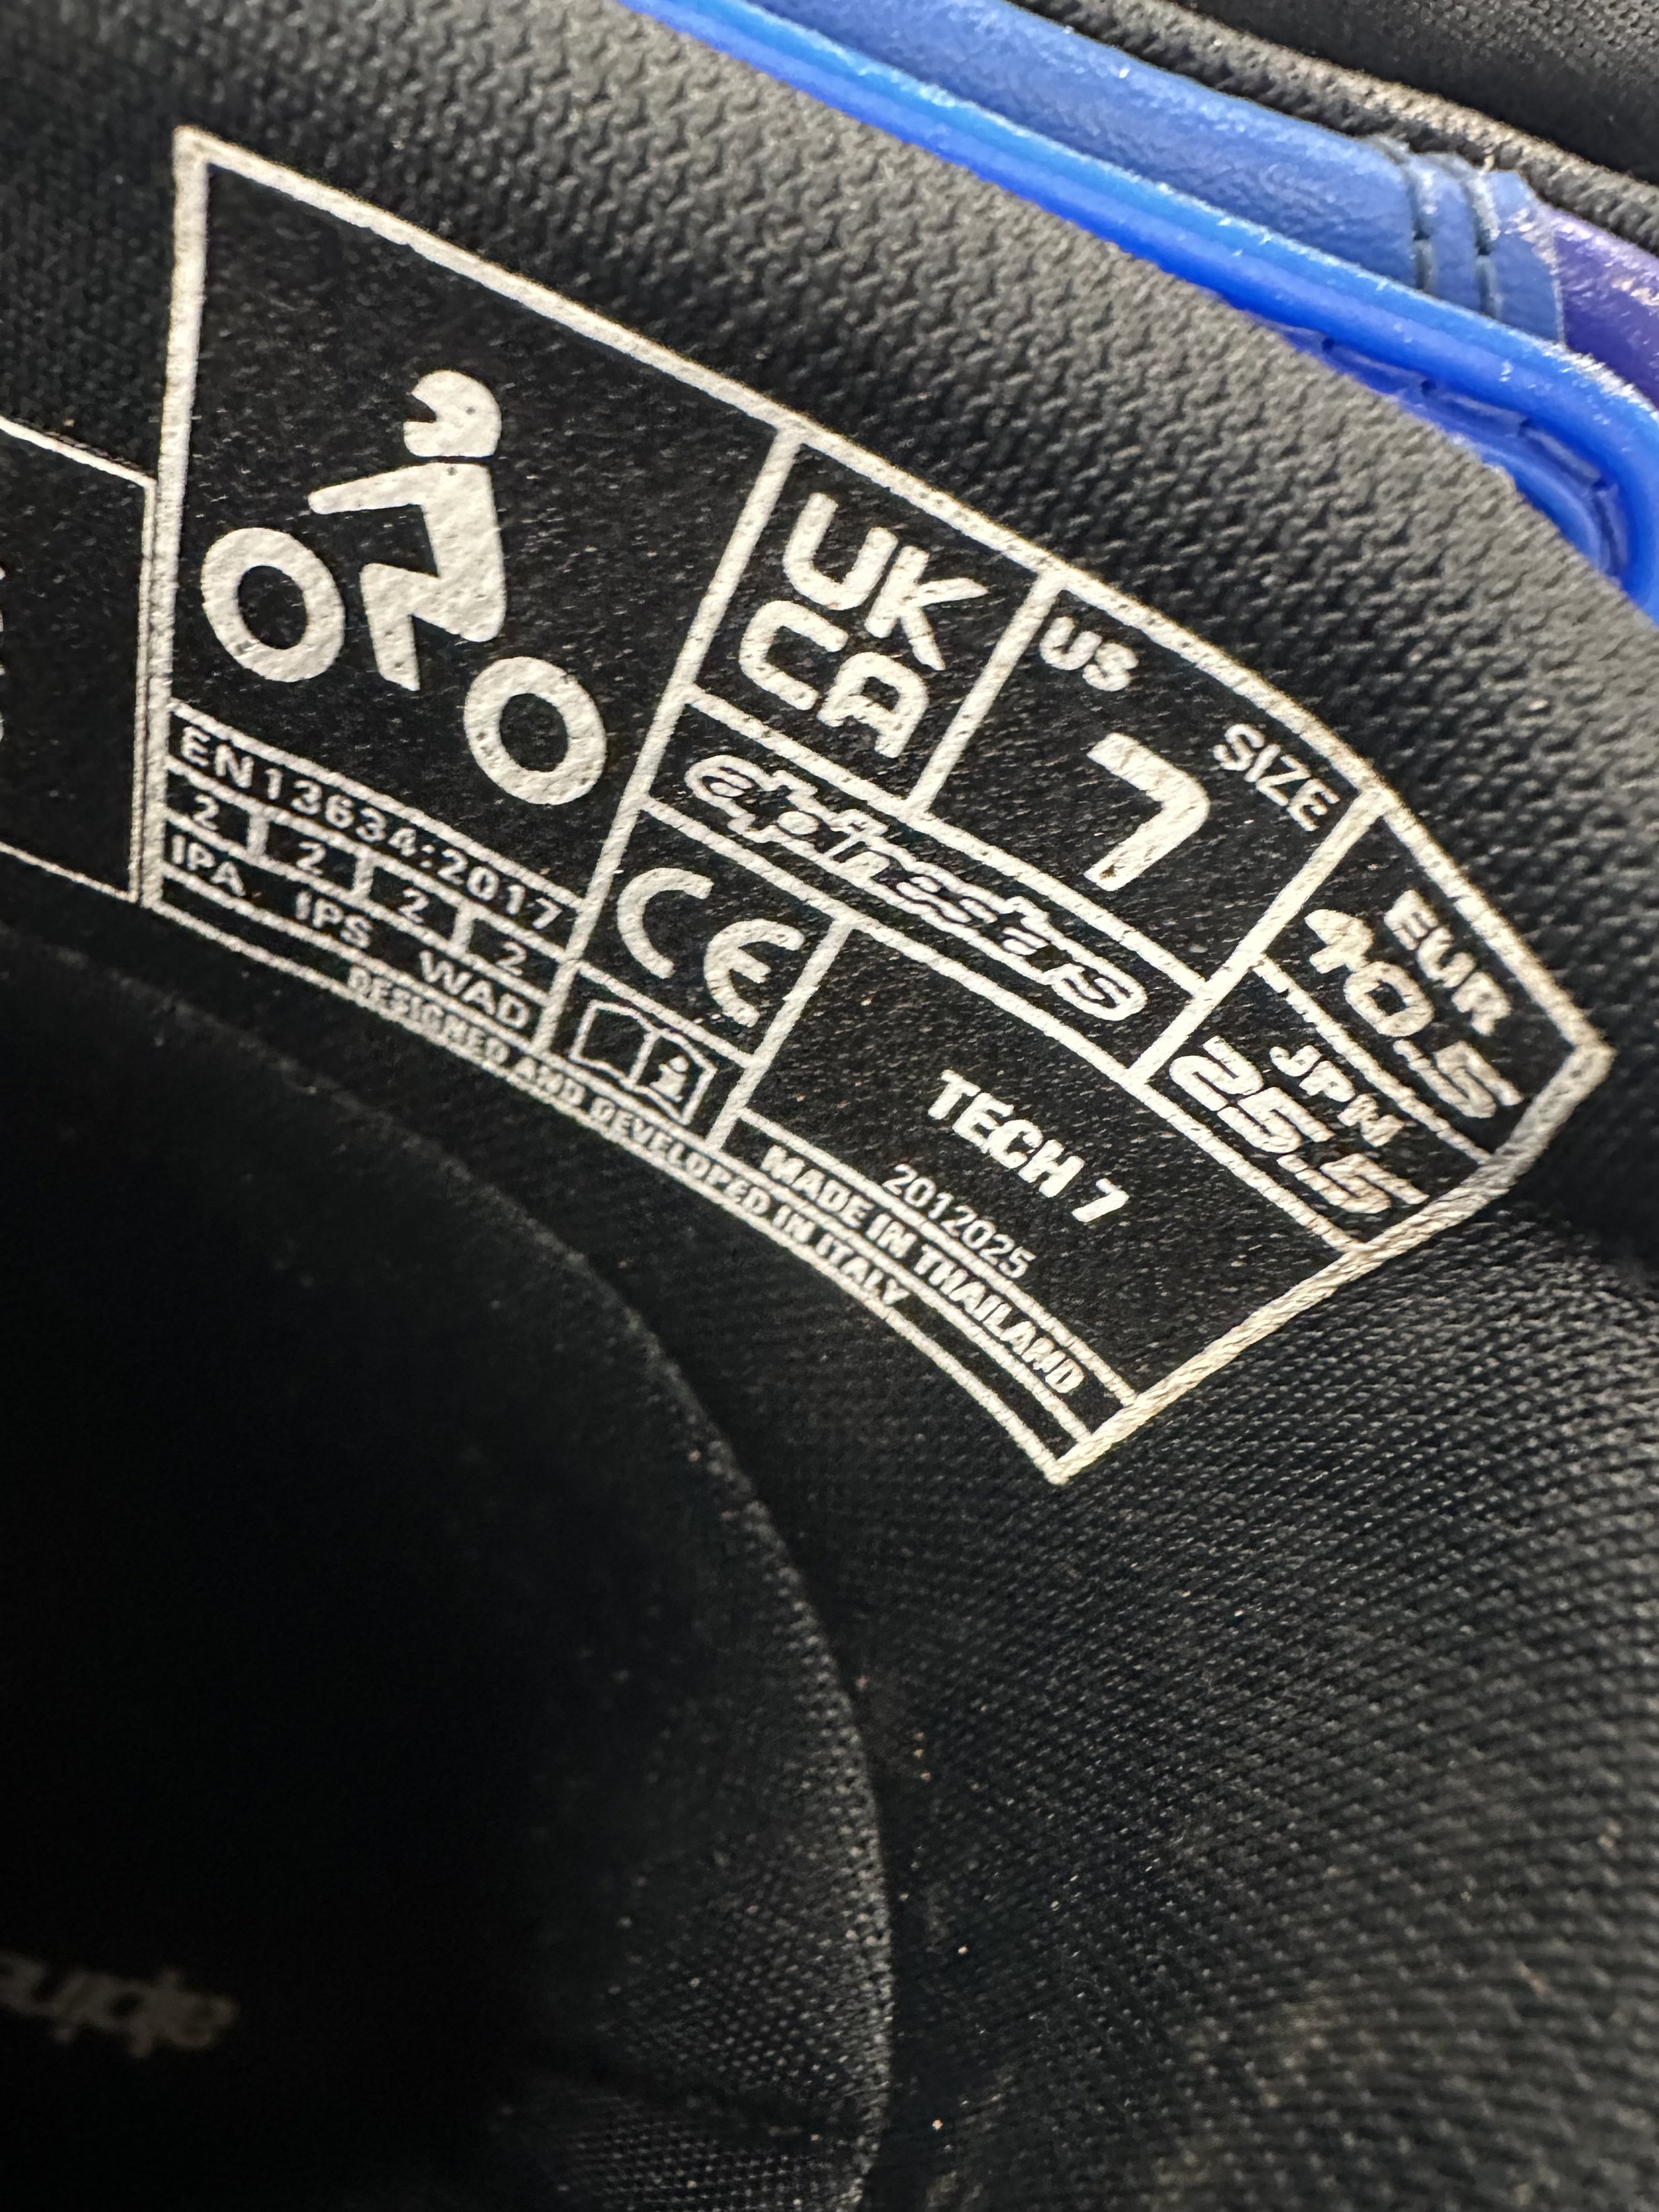 UK
CA
US
7
SIZE
EUR
40.5
JPN
25.5
alpinestars
EN13634:2017
2 2 2 2
IPA IPS WAD
CE
i
TECH 7
2012025
MADE IN THAILAND
DESIGNED AND DEVELOPED IN ITALY